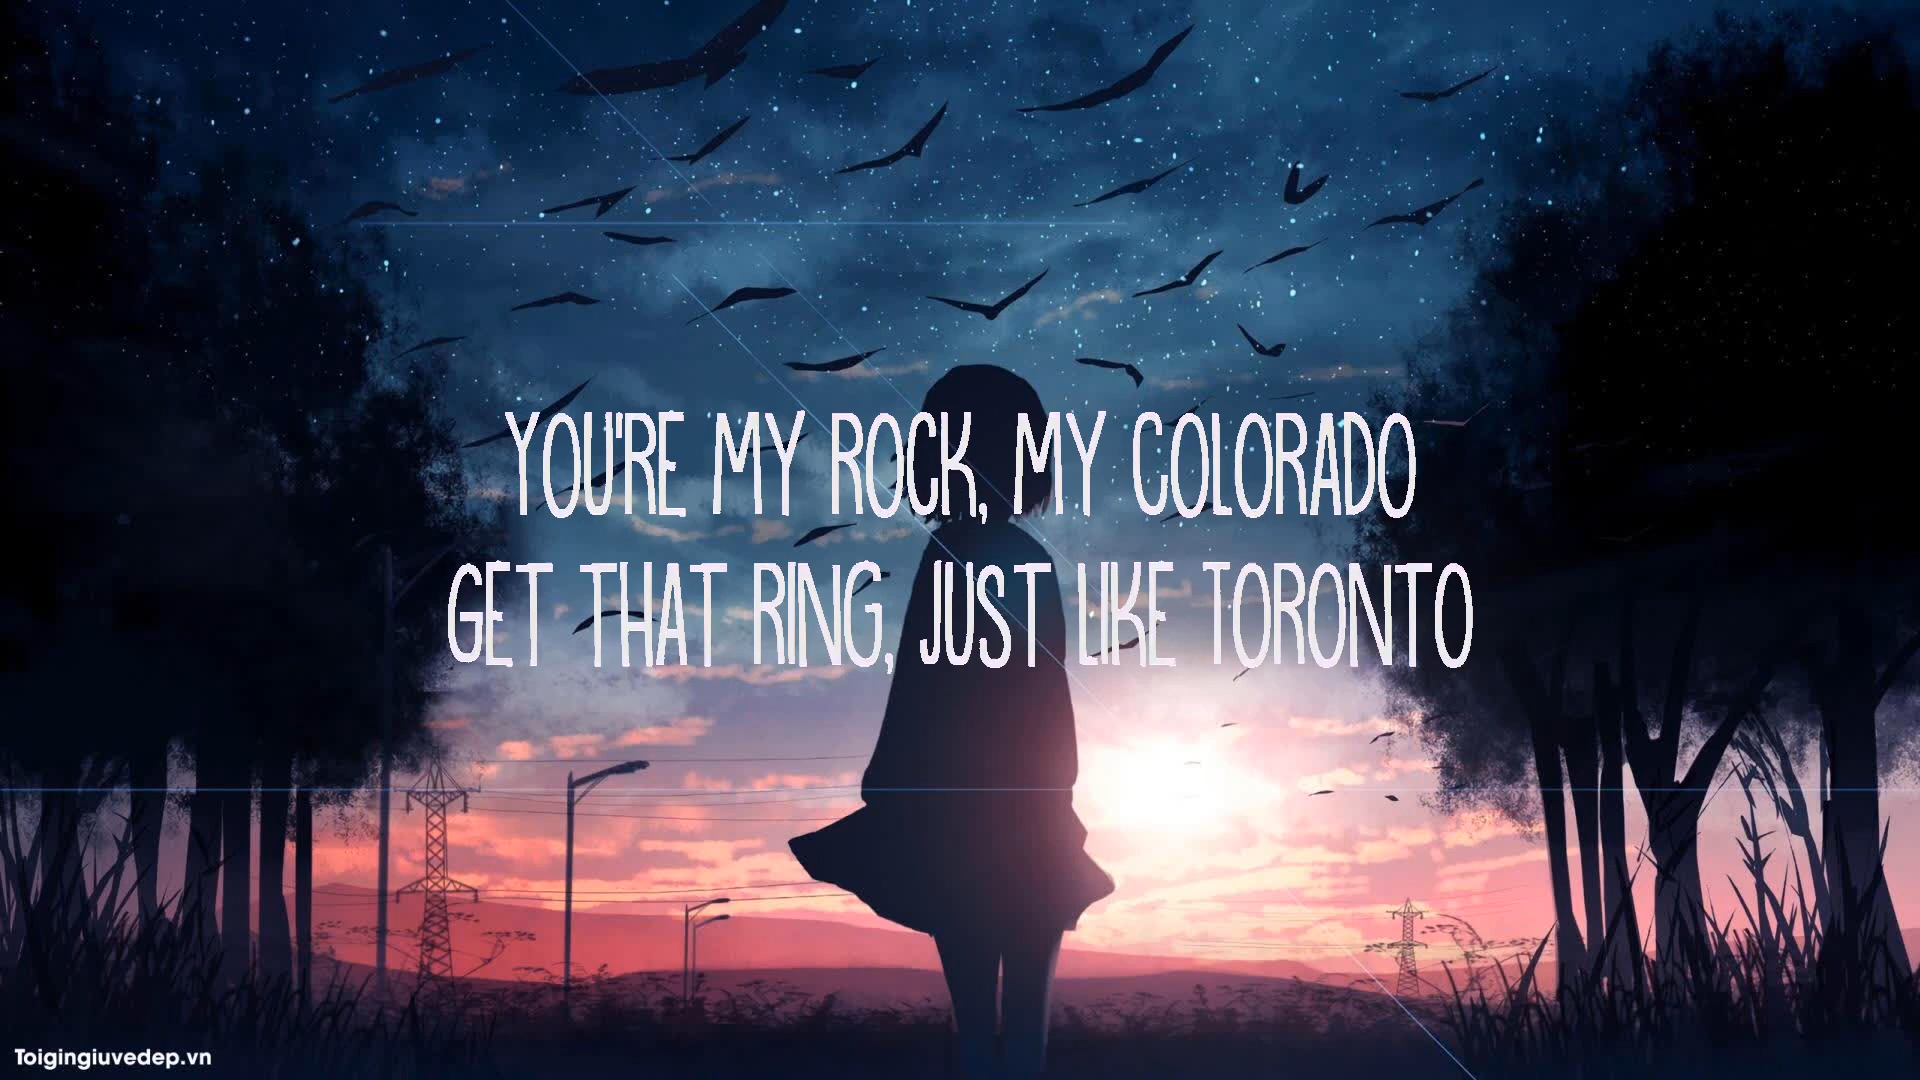 YOU'RE MY ROCK, MY COLORADO
GET THAT RING, JUST LIKE TORONTO
Toigingiuvedep.vn